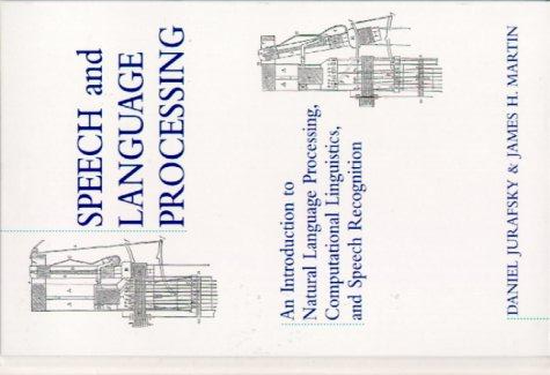 SPEECH and
LANGUAGE
PROCESSING
An Introduction to
Natural Language Processing,
Computational Linguistics,
and Speech Recognition
DANIEL JURAFSKY & JAMES H. MARTIN